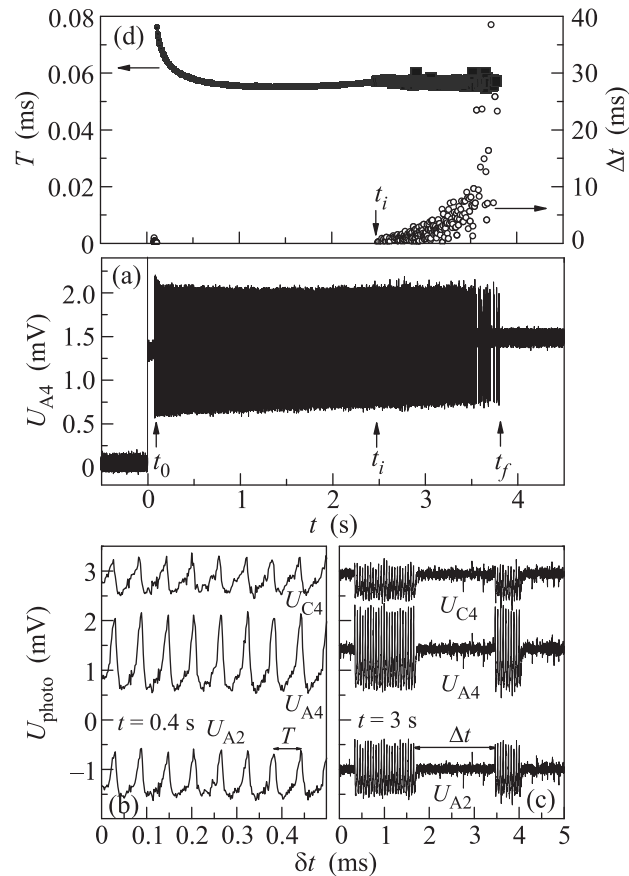 (d)
0.08
0.06
0.04
0.02
0
T (ms)
40
30
20
10
0
Δt (ms)
t_i
(a)
2.0
1.5
1.0
0.5
0
U_A4 (mV)
t_0
t_i
t_f
0 1 2 3 4
t (s)
3
2
1
0
−1
U_photo (mV)
U_C4
U_A4
t = 0.4 s
U_A2
T
(b)
U_C4
U_A4
t = 3 s
Δt
U_A2
(c)
0 0.1 0.2 0.3 0.4 0 1 2 3 4 5
δt (ms)